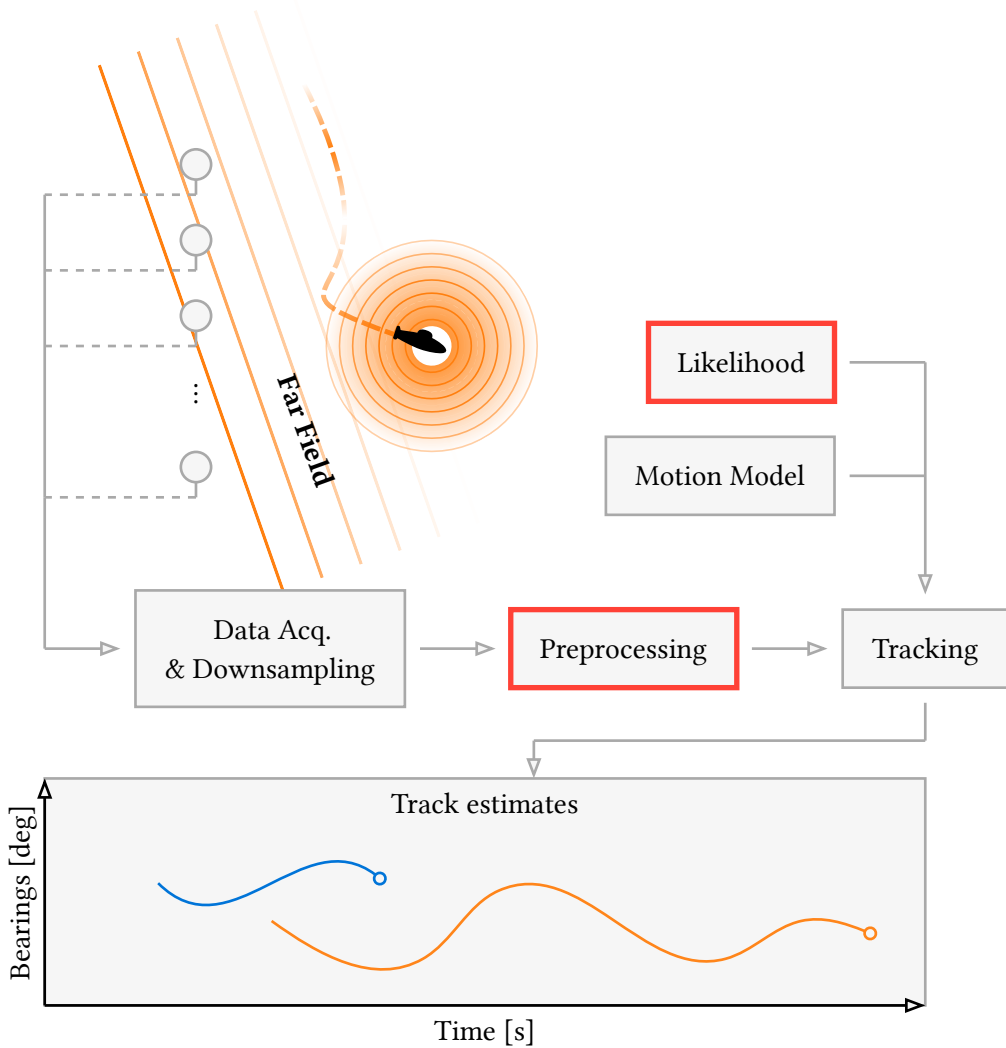 Far Field
⋮
Likelihood
Motion Model
Data Acq.
& Downsampling
Preprocessing
Tracking
Track estimates
Bearings [deg]
Time [s]